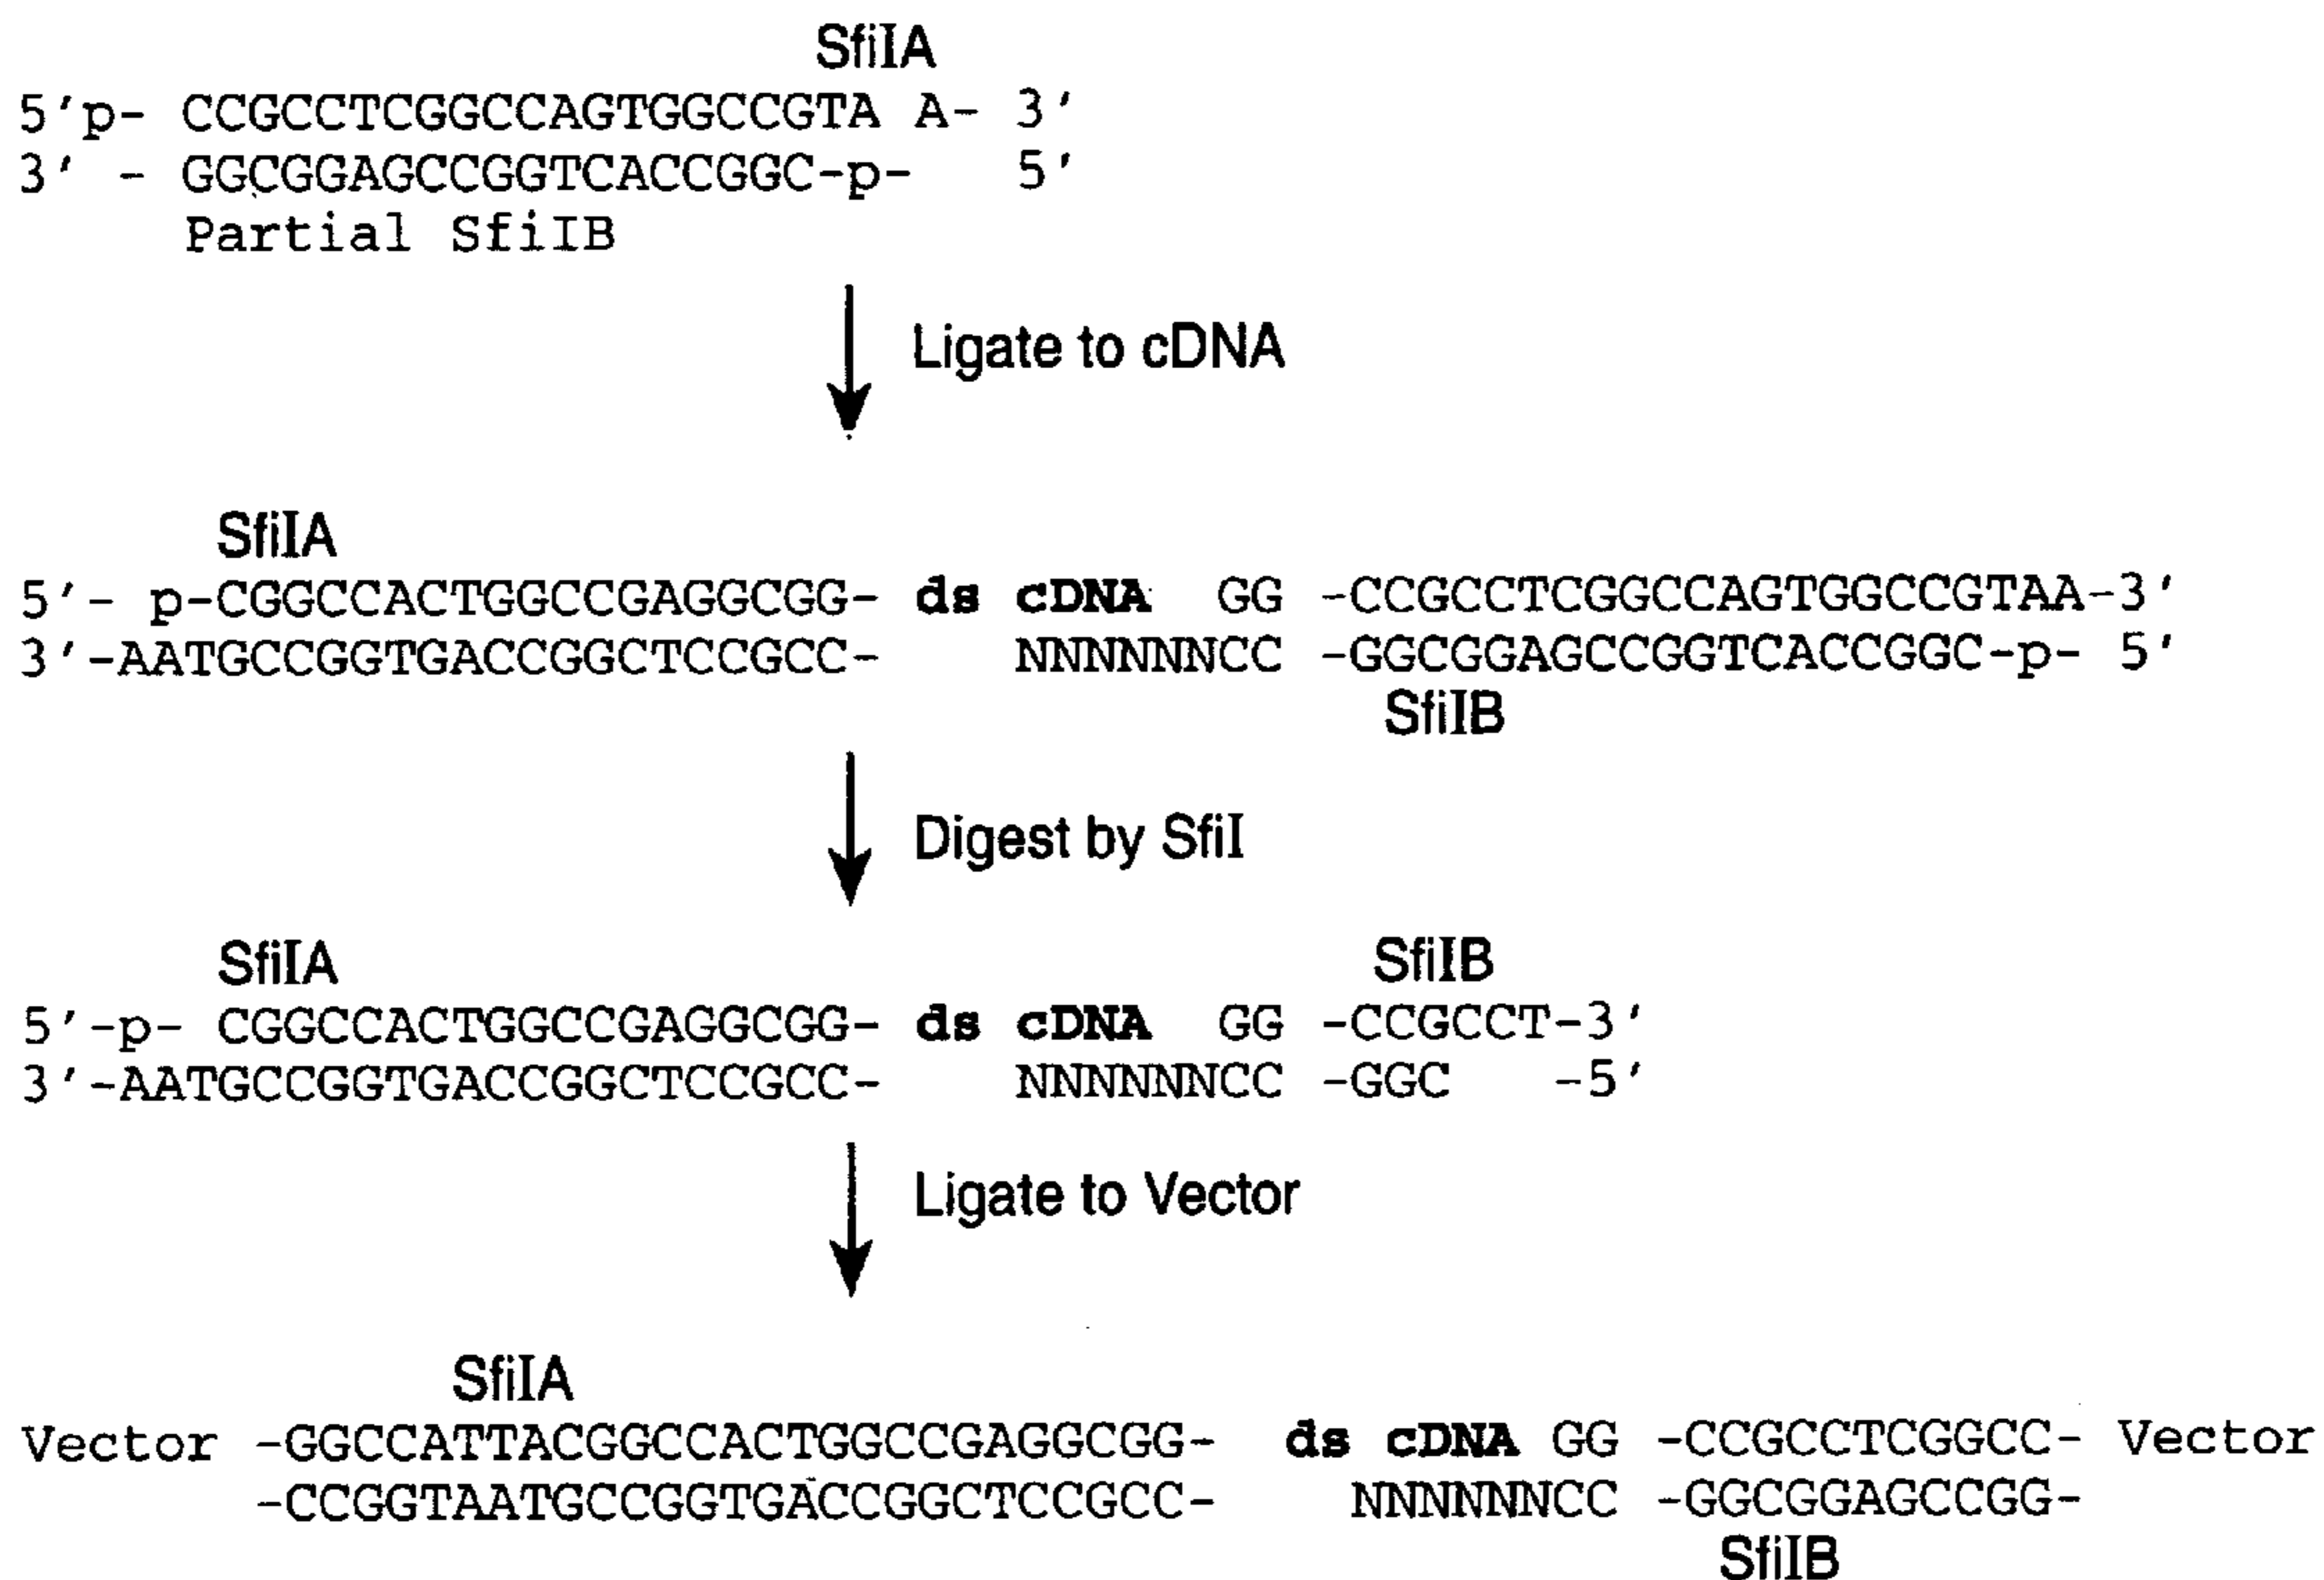 SfiIA
5'p- CCGCCTCGGCCAGTGGCCGTA A- 3'
3' - GGCGGAGCCGGTCACCGGC-p- 5'
Partial SfiIB
Ligate to cDNA
SfiIA
5'- p-CGGCCACTGGCCGAGGCGG- ds cDNA GG -CCGCCTCGGCCAGTGGCCGTAA-3'
3'-AATGCCGGTGACCGGCTCCGCC- NNNNNNCC -GGCGGAGCCGGTCACCGGC-p- 5'
SfiIB
Digest by SfiI
SfiIA SfiIB
5'-p- CGGCCACTGGCCGAGGCGG- ds cDNA GG -CCGCCT-3'
3'-AATGCCGGTGACCGGCTCCGCC- NNNNNNCC -GGC -5'
Ligate to Vector
SfiIA
Vector -GGCCATTACGGCCACTGGCCGAGGCGG- ds cDNA GG -CCGCCTCGGCC- Vector
-CCGGTAATGCCGGTGACCGGCTCCGCC- NNNNNNCC -GGCGGAGCCGG-
SfiIB